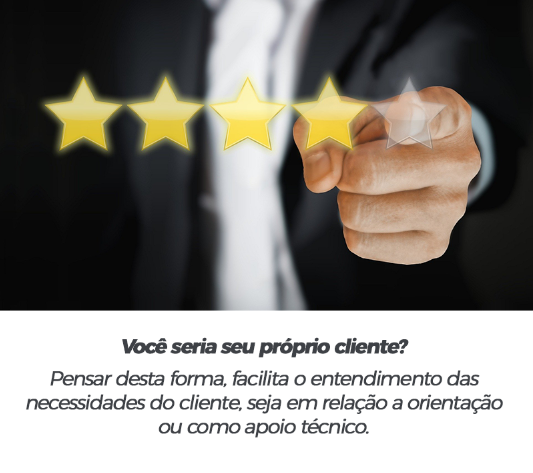 Você seria seu próprio cliente?
Pensar desta forma, facilita o entendimento das
necessidades do cliente, seja em relação a orientação
ou como apoio técnico.